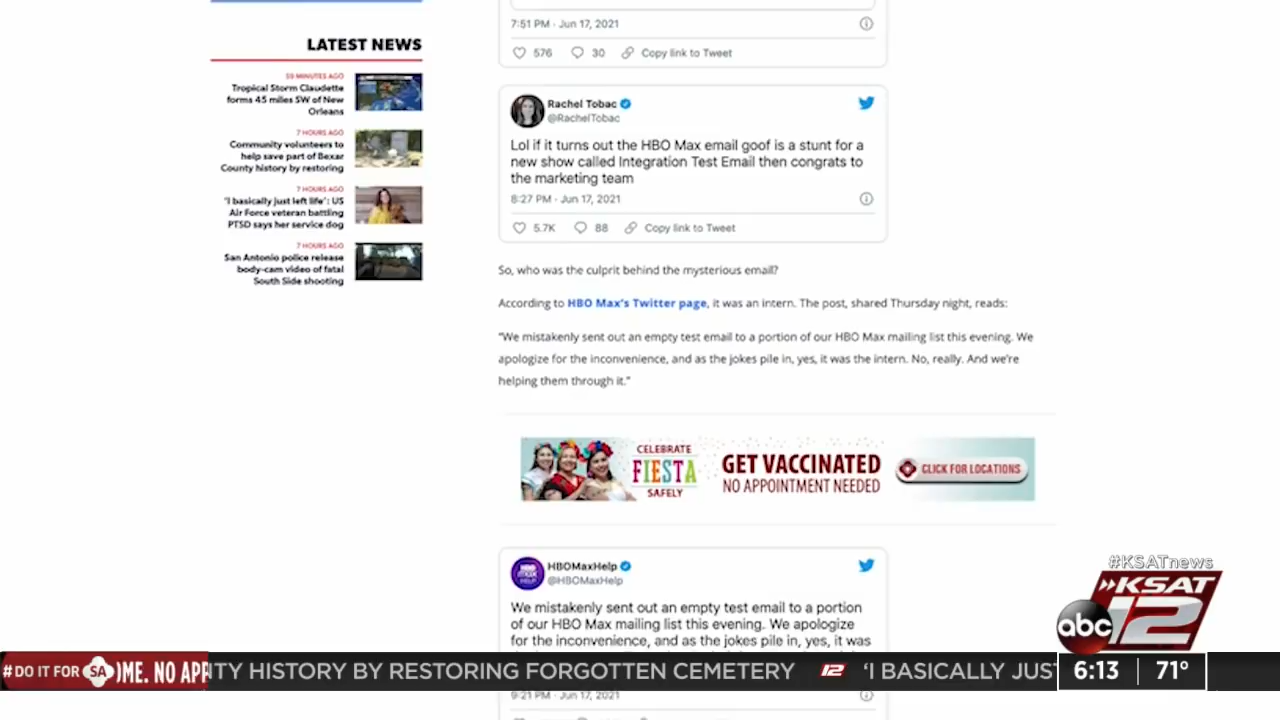 LATEST NEWS
59 MINUTES AGO
Tropical Storm Claudette
forms 45 miles SW of New
Orleans
7 HOURS AGO
Community volunteers to
help save part of Bexar
County history by restoring
7 HOURS AGO
'I basically just left life': US
Air Force veteran battling
PTSD says her service dog
7 HOURS AGO
San Antonio police release
body-cam video of fatal
South Side shooting
7:51 PM · Jun 17, 2021
576 30 Copy link to Tweet
Rachel Tobac
@RachelTobac
Lol if it turns out the HBO Max email goof is a stunt for a
new show called Integration Test Email then congrats to
the marketing team
8:27 PM · Jun 17, 2021
5.7K 88 Copy link to Tweet
So, who was the culprit behind the mysterious email?
According to HBO Max's Twitter page, it was an intern. The post, shared Thursday night, reads:
"We mistakenly sent out an empty test email to a portion of our HBO Max mailing list this evening. We
apologize for the inconvenience, and as the jokes pile in, yes, it was the intern. No, really. And we're
helping them through it."
CELEBRATE
FIESTA
SAFELY
GET VACCINATED
NO APPOINTMENT NEEDED
CLICK FOR LOCATIONS
HBO
max
HELP
HBOMaxHelp
@HBOMaxHelp
We mistakenly sent out an empty test email to a portion
of our HBO Max mailing list this evening. We apologize
for the inconvenience, and as the jokes pile in, yes, it was
9:21 PM · Jun 17, 2021
#KSATnews
KSAT
abc 12
#DO IT FOR SA OME. NO APP
ITY HISTORY BY RESTORING FORGOTTEN CEMETERY 12 'I BASICALLY JUS
6:13 71°